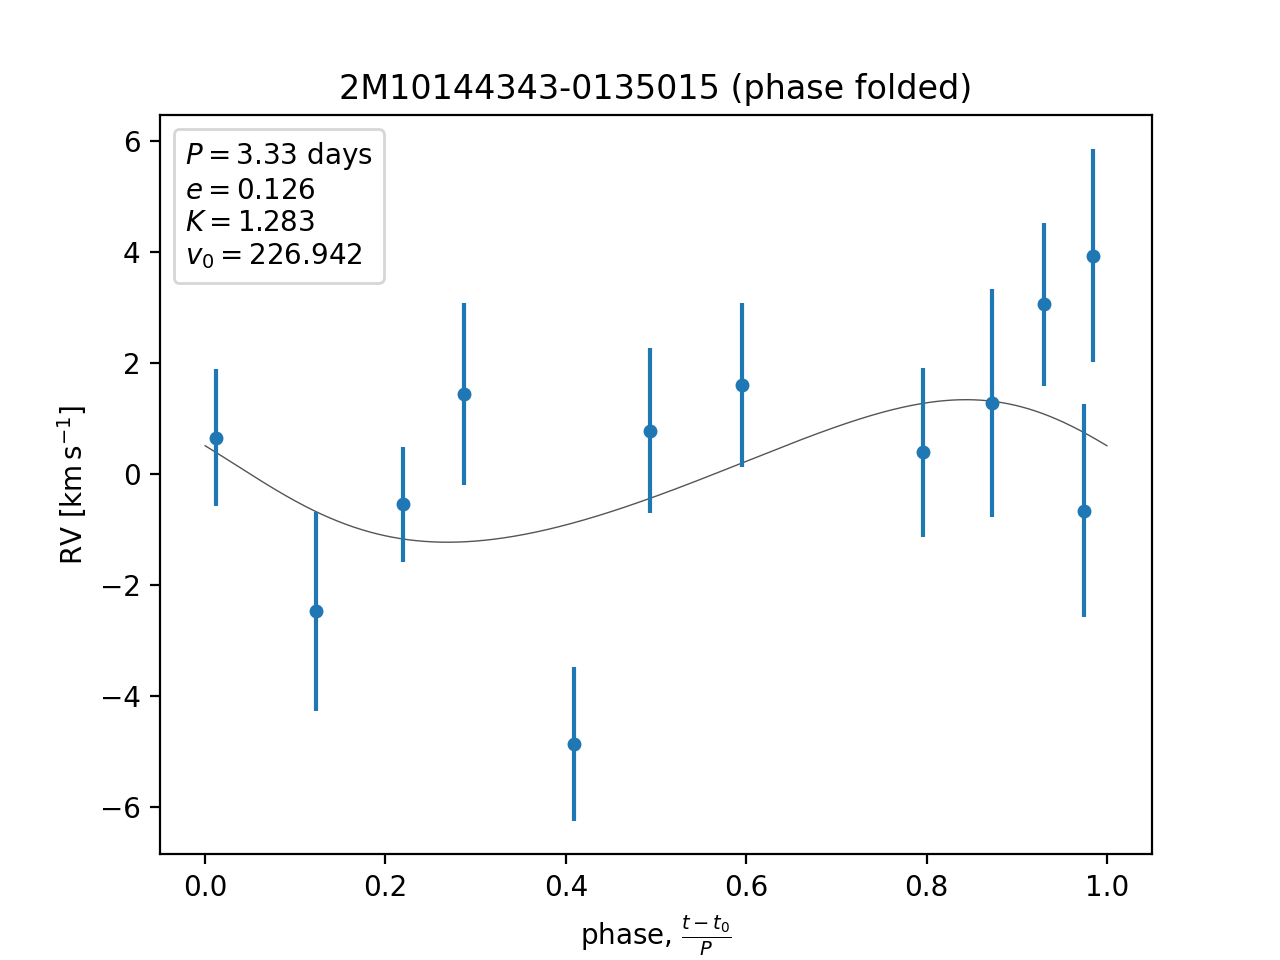 2M10144343-0135015 (phase folded)
P = 3.33 days
e = 0.126
K = 1.283
v₀ = 226.942
RV [km s⁻¹]
6
4
2
0
−2
−4
−6
0.0 0.2 0.4 0.6 0.8 1.0
phase, (t − t₀)/P